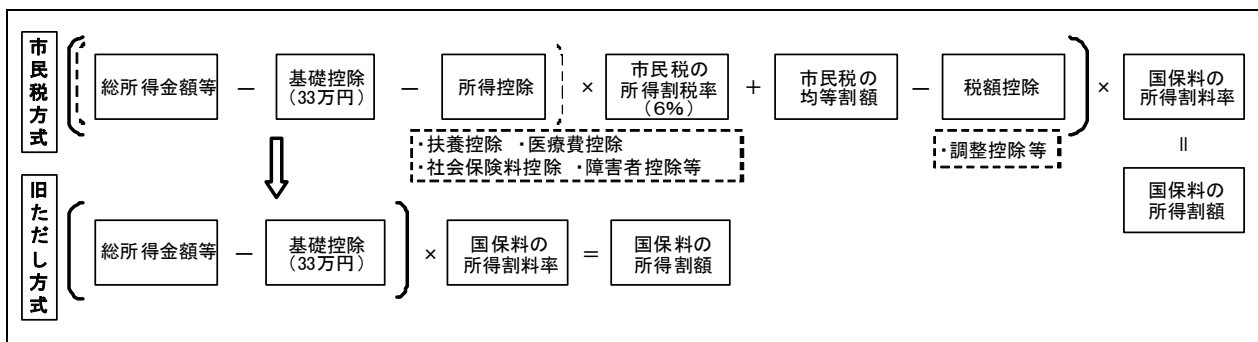 市民税方式
総所得金額等 － 基礎控除 － 所得控除 × 市民税の ＋ 市民税の － 税額控除 × 国保料の
(33万円) 所得割税率 均等割額 所得割料率
(6%)
・扶養控除 ・医療費控除
・社会保険料控除 ・障害者控除等
・調整控除等
＝
国保料の
所得割額
旧ただし方式
総所得金額等 － 基礎控除 × 国保料の ＝ 国保料の
(33万円) 所得割料率 所得割額